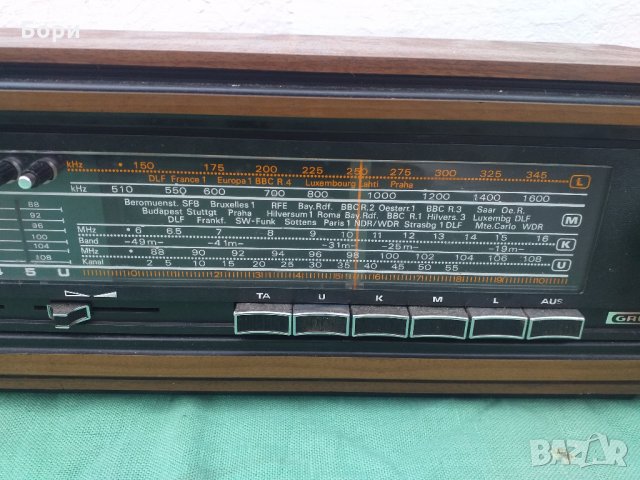 Бори
kHz • 150 175 200 225 250 275 300 325 345
DLF France 1 Europa 1 BBC R. 4 Luxembourg Lahti Praha L
kHz 510 550 600 700 800 1000 1200 1400 1600
Beromuenst. SFB Bruxelles 1 RFE Bay.Rdf. BBC R.2 Oesterr.1 BBC R.3 Saar De.R.
Budapest Stuttgt Praha Hilversum 1 Roma Bay.Rdf. BBC R.1 Hilvers. 3 Luxembg DLF M
DLF Frankf. SW-Funk Sottens Paris 1 NDR/WDR Strasbg 1 DLF Mte.Carlo WDR
MHz • 6 6.5 7 8 9 10 11 12 13 14 15 16
Band —49m— —41m— —31m— —25m— —19m— K
MHz • 88 90 92 94 96 98 100 102 104 106 108
Kanal 2 5 10 15 20 25 30 35 40 45 50 55 U
88
92
96
100
104
108
5 U
TA U K M L AUS
BAZAR